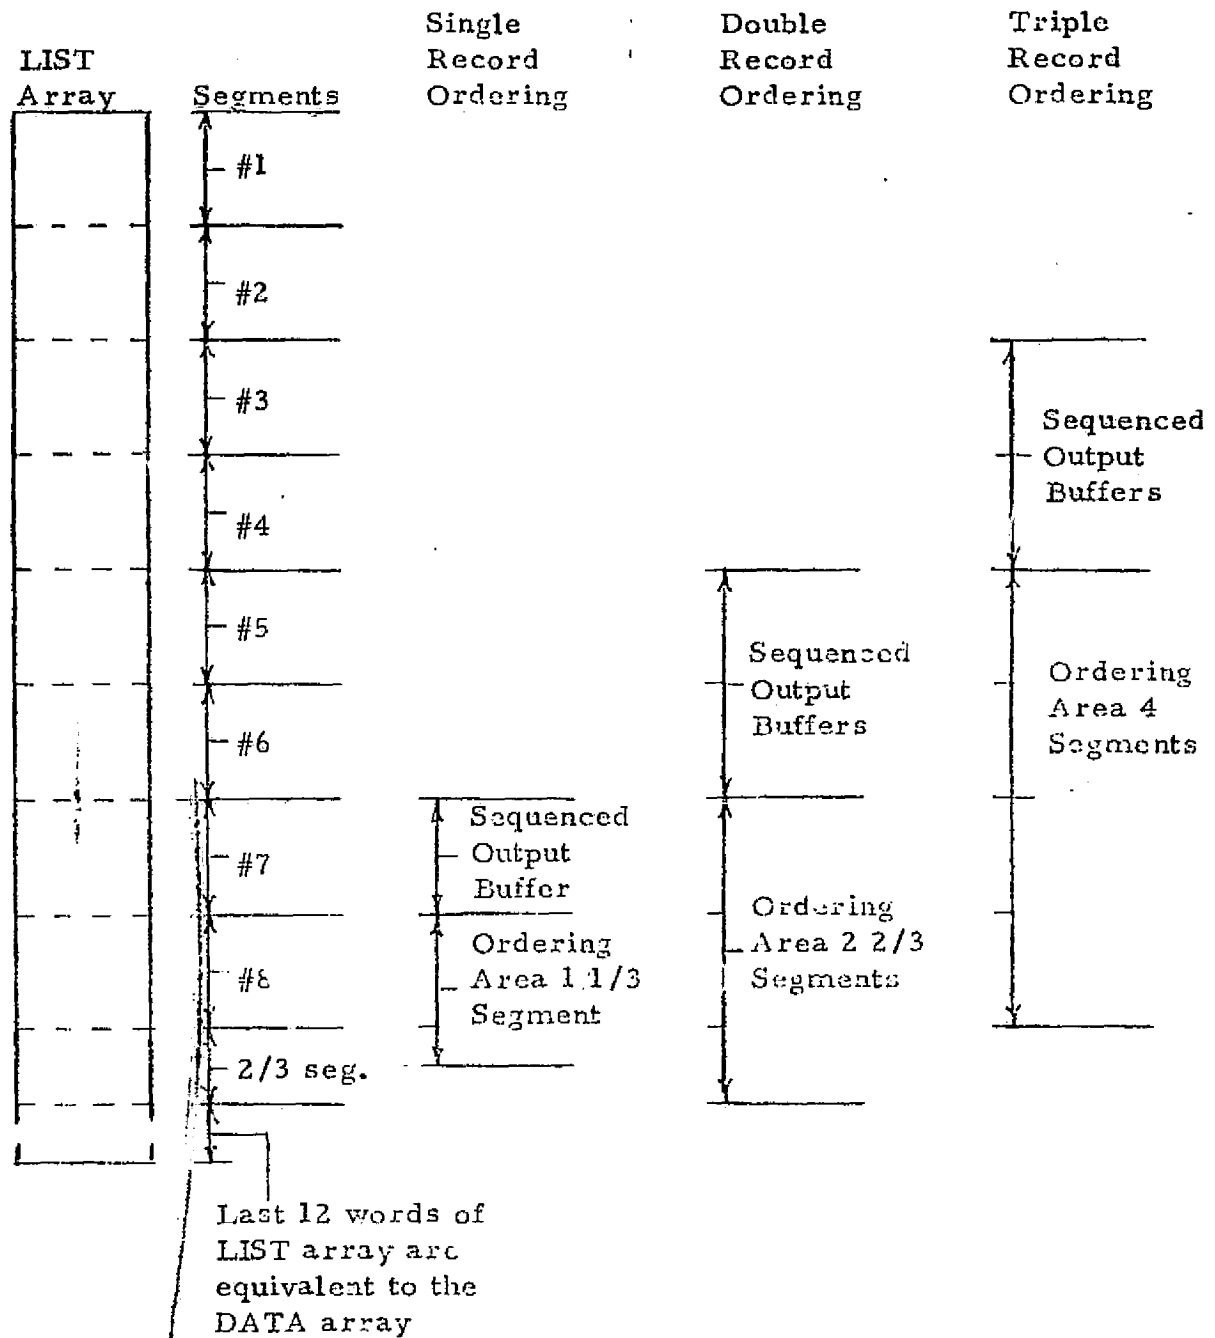 LIST
Array
Segments
Single
Record
Ordering
Double
Record
Ordering
Triple
Record
Ordering
#1
#2
#3
#4
#5
#6
#7
#8
2/3 seg.
Sequenced
Output
Buffer
Ordering
Area 1 1/3
Segment
Sequenced
Output
Buffers
Ordering
Area 2 2/3
Segments
Sequenced
Output
Buffers
Ordering
Area 4
Segments
Last 12 words of
LIST array are
equivalent to the
DATA array